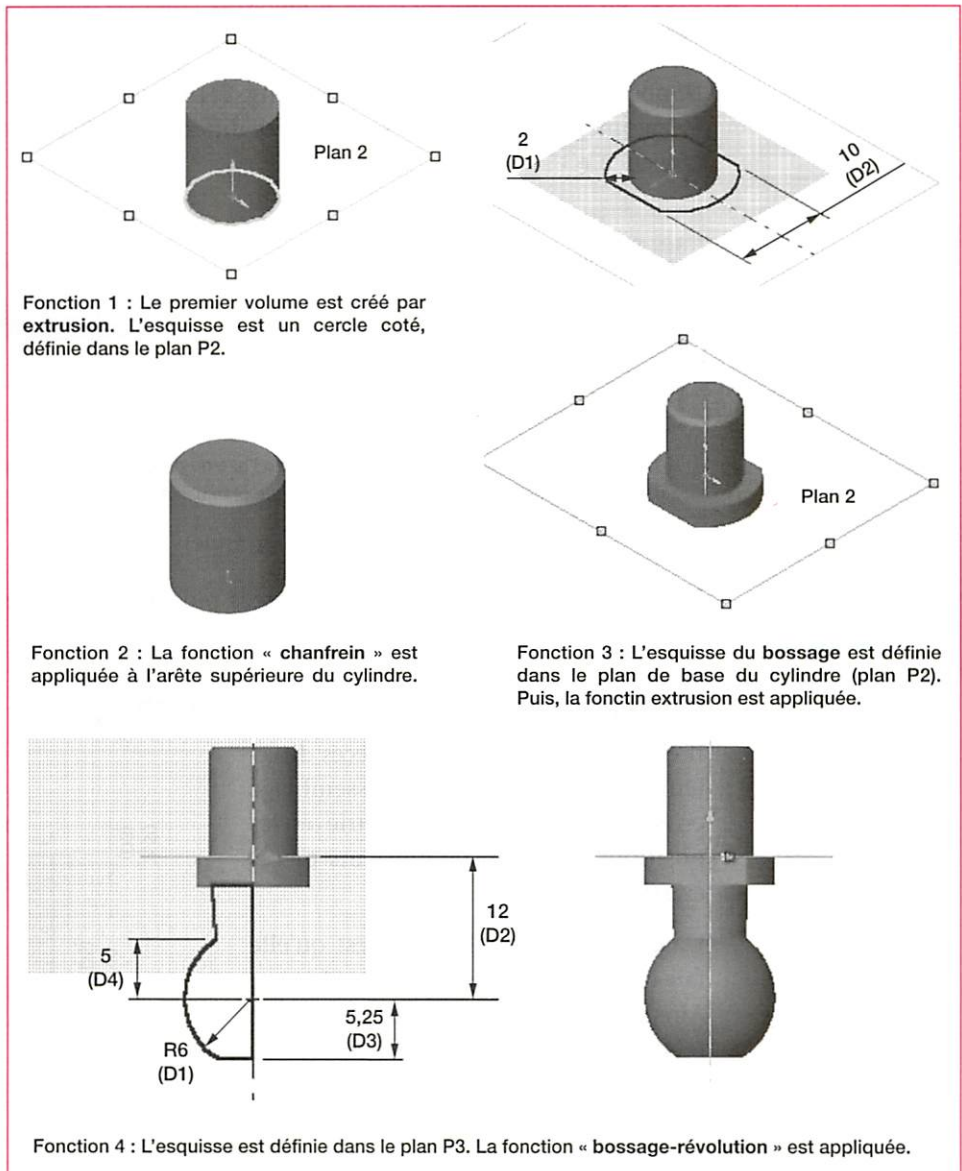 Plan 2
2
(D1)
10
(D2)
Fonction 1 : Le premier volume est créé par
extrusion. L'esquisse est un cercle coté,
définie dans le plan P2.
Plan 2
Fonction 2 : La fonction « chanfrein » est
appliquée à l'arête supérieure du cylindre.
Fonction 3 : L'esquisse du bossage est définie
dans le plan de base du cylindre (plan P2).
Puis, la fonctin extrusion est appliquée.
5
(D4)
R6
(D1)
12
(D2)
5,25
(D3)
Fonction 4 : L'esquisse est définie dans le plan P3. La fonction « bossage-révolution » est appliquée.